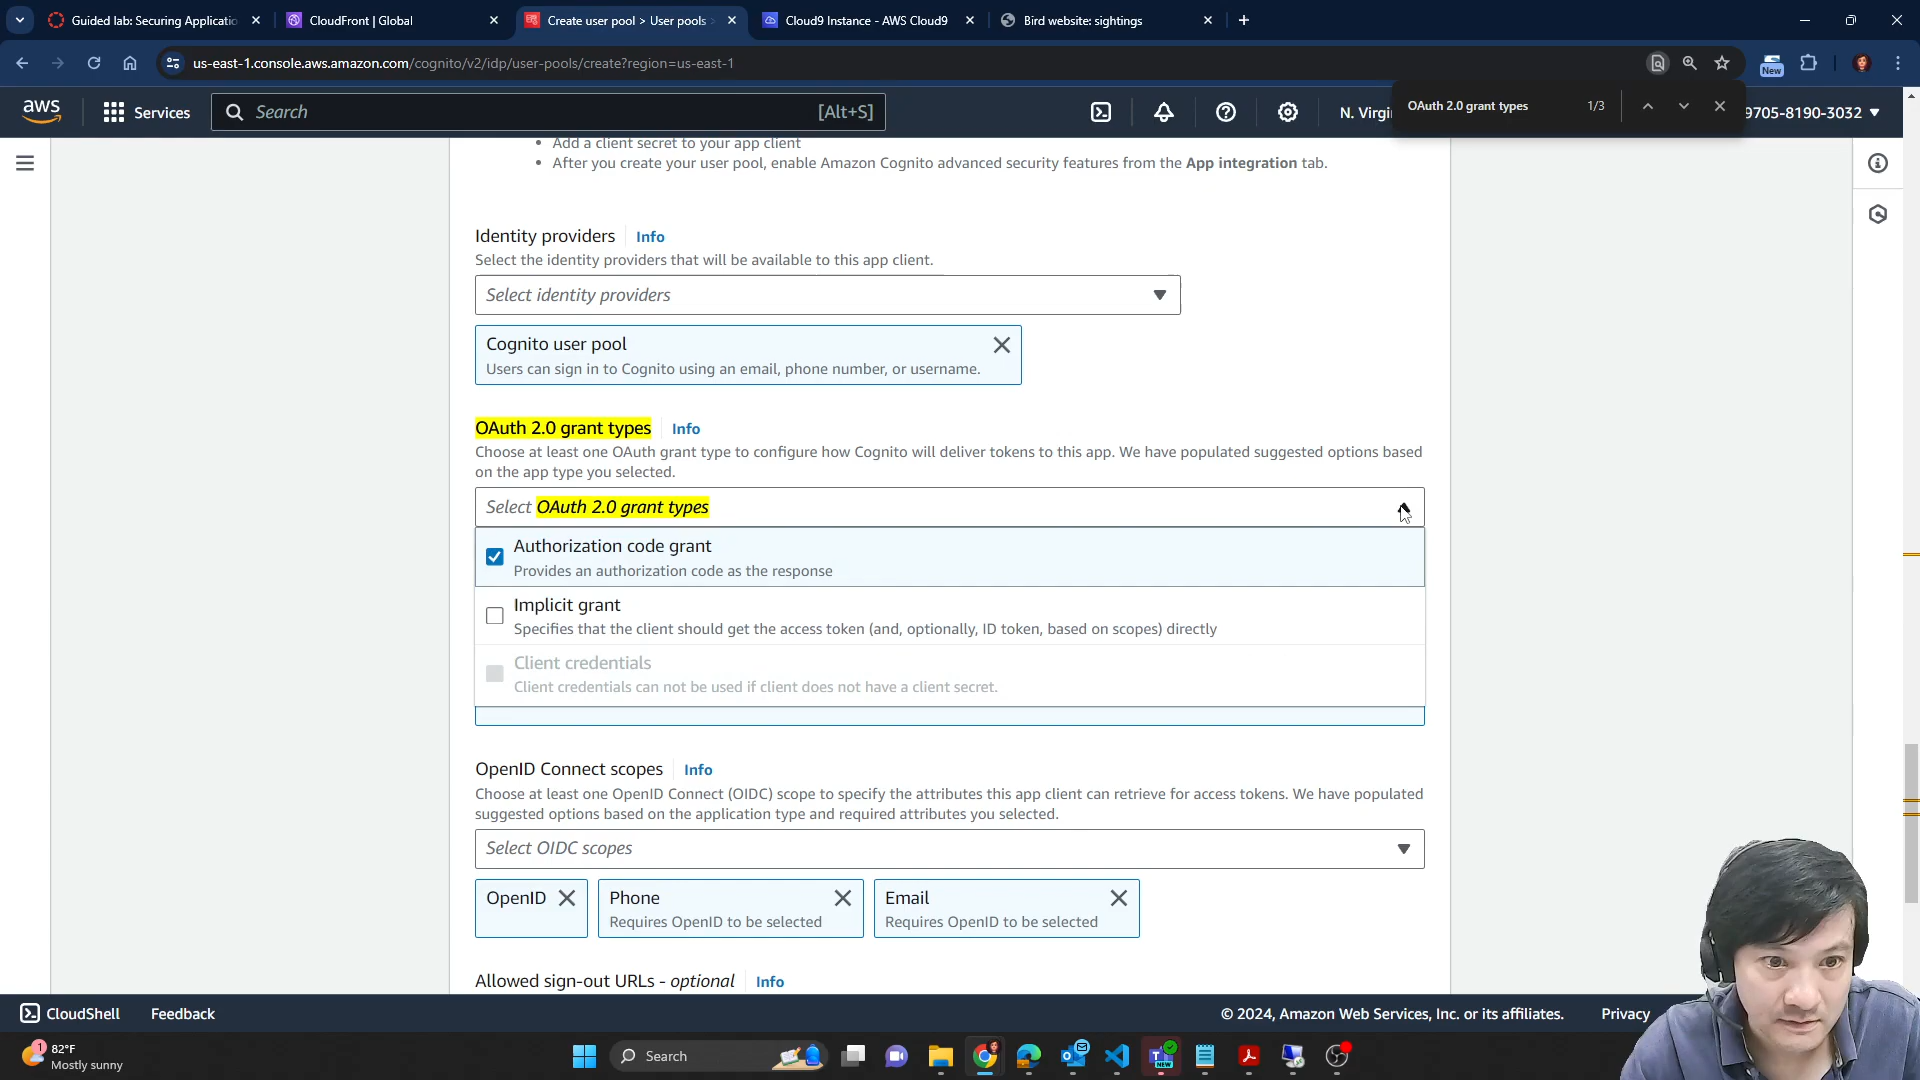 Guided lab: Securing Applicatio
CloudFront | Global
Create user pool > User pools >
Cloud9 Instance - AWS Cloud9
Bird website: sightings
us-east-1.console.aws.amazon.com/cognito/v2/idp/user-pools/create?region=us-east-1
New
OAuth 2.0 grant types 1/3
aws
Services
Search [Alt+S]
N. Virgi
9705-8190-3032
• Add a client secret to your app client
• After you create your user pool, enable Amazon Cognito advanced security features from the App integration tab.
Identity providers Info
Select the identity providers that will be available to this app client.
Select identity providers
Cognito user pool
Users can sign in to Cognito using an email, phone number, or username.
OAuth 2.0 grant types Info
Choose at least one OAuth grant type to configure how Cognito will deliver tokens to this app. We have populated suggested options based
on the app type you selected.
Select OAuth 2.0 grant types
Authorization code grant
Provides an authorization code as the response
Implicit grant
Specifies that the client should get the access token (and, optionally, ID token, based on scopes) directly
Client credentials
Client credentials can not be used if client does not have a client secret.
OpenID Connect scopes Info
Choose at least one OpenID Connect (OIDC) scope to specify the attributes this app client can retrieve for access tokens. We have populated
suggested options based on the application type and required attributes you selected.
Select OIDC scopes
OpenID
Phone
Requires OpenID to be selected
Email
Requires OpenID to be selected
Allowed sign-out URLs - optional Info
CloudShell Feedback
© 2024, Amazon Web Services, Inc. or its affiliates. Privacy
1
82°F
Mostly sunny
Search
NEW